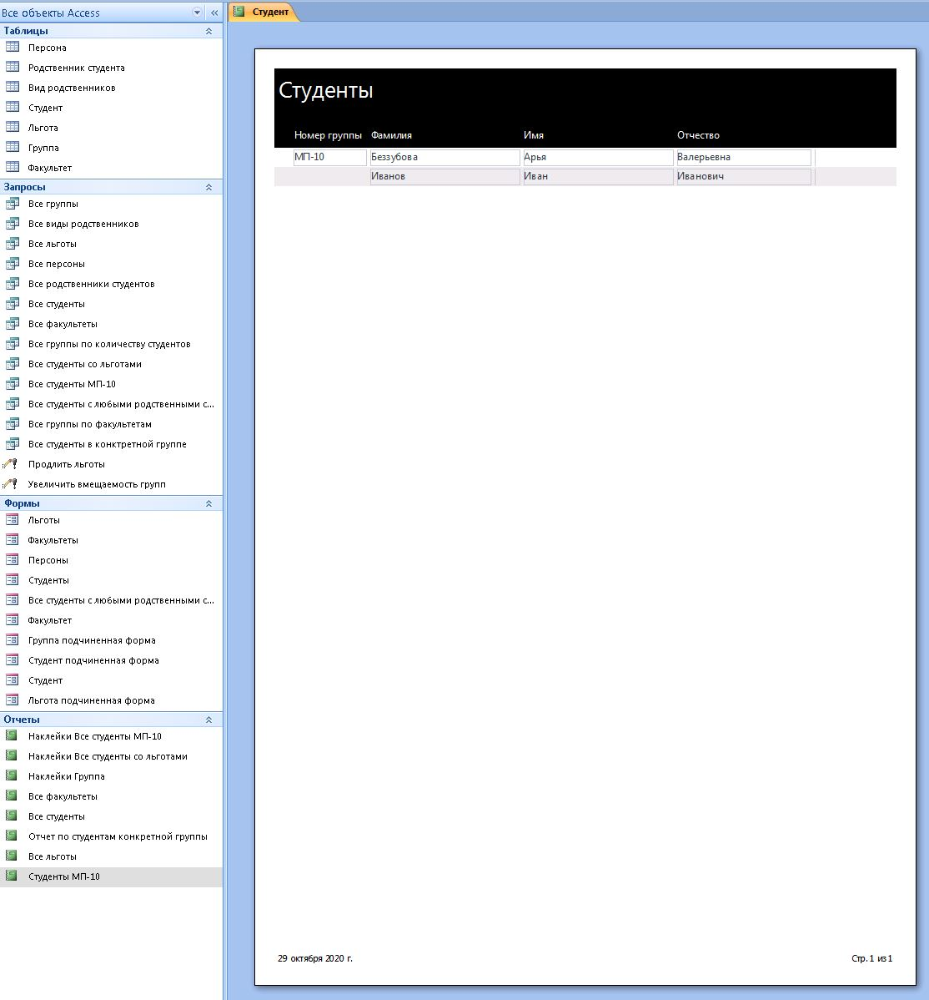 Все объекты Access
Таблицы
Персона
Родственник студента
Вид родственников
Студент
Льгота
Группа
Факультет
Запросы
Все группы
Все виды родственников
Все льготы
Все персоны
Все родственники студентов
Все студенты
Все факультеты
Все группы по количеству студентов
Все студенты со льготами
Все студенты МП-10
Все студенты с любыми родственными с...
Все группы по факультетам
Все студенты в конктретной группе
Продлить льготы
Увеличить вмещаемость групп
Формы
Льготы
Факультеты
Персоны
Студенты
Все студенты с любыми родственными с...
Факультет
Группа подчиненная форма
Студент подчиненная форма
Студент
Льгота подчиненная форма
Отчеты
Наклейки Все студенты МП-10
Наклейки Все студенты со льготами
Наклейки Группа
Все факультеты
Все студенты
Отчет по студентам конкретной группы
Все льготы
Студенты МП-10
Студент
Студенты
Номер группы Фамилия Имя Отчество
МП-10 Беззубова Арья Валерьевна
Иванов Иван Иванович
29 октября 2020 г. Стр. 1 из 1